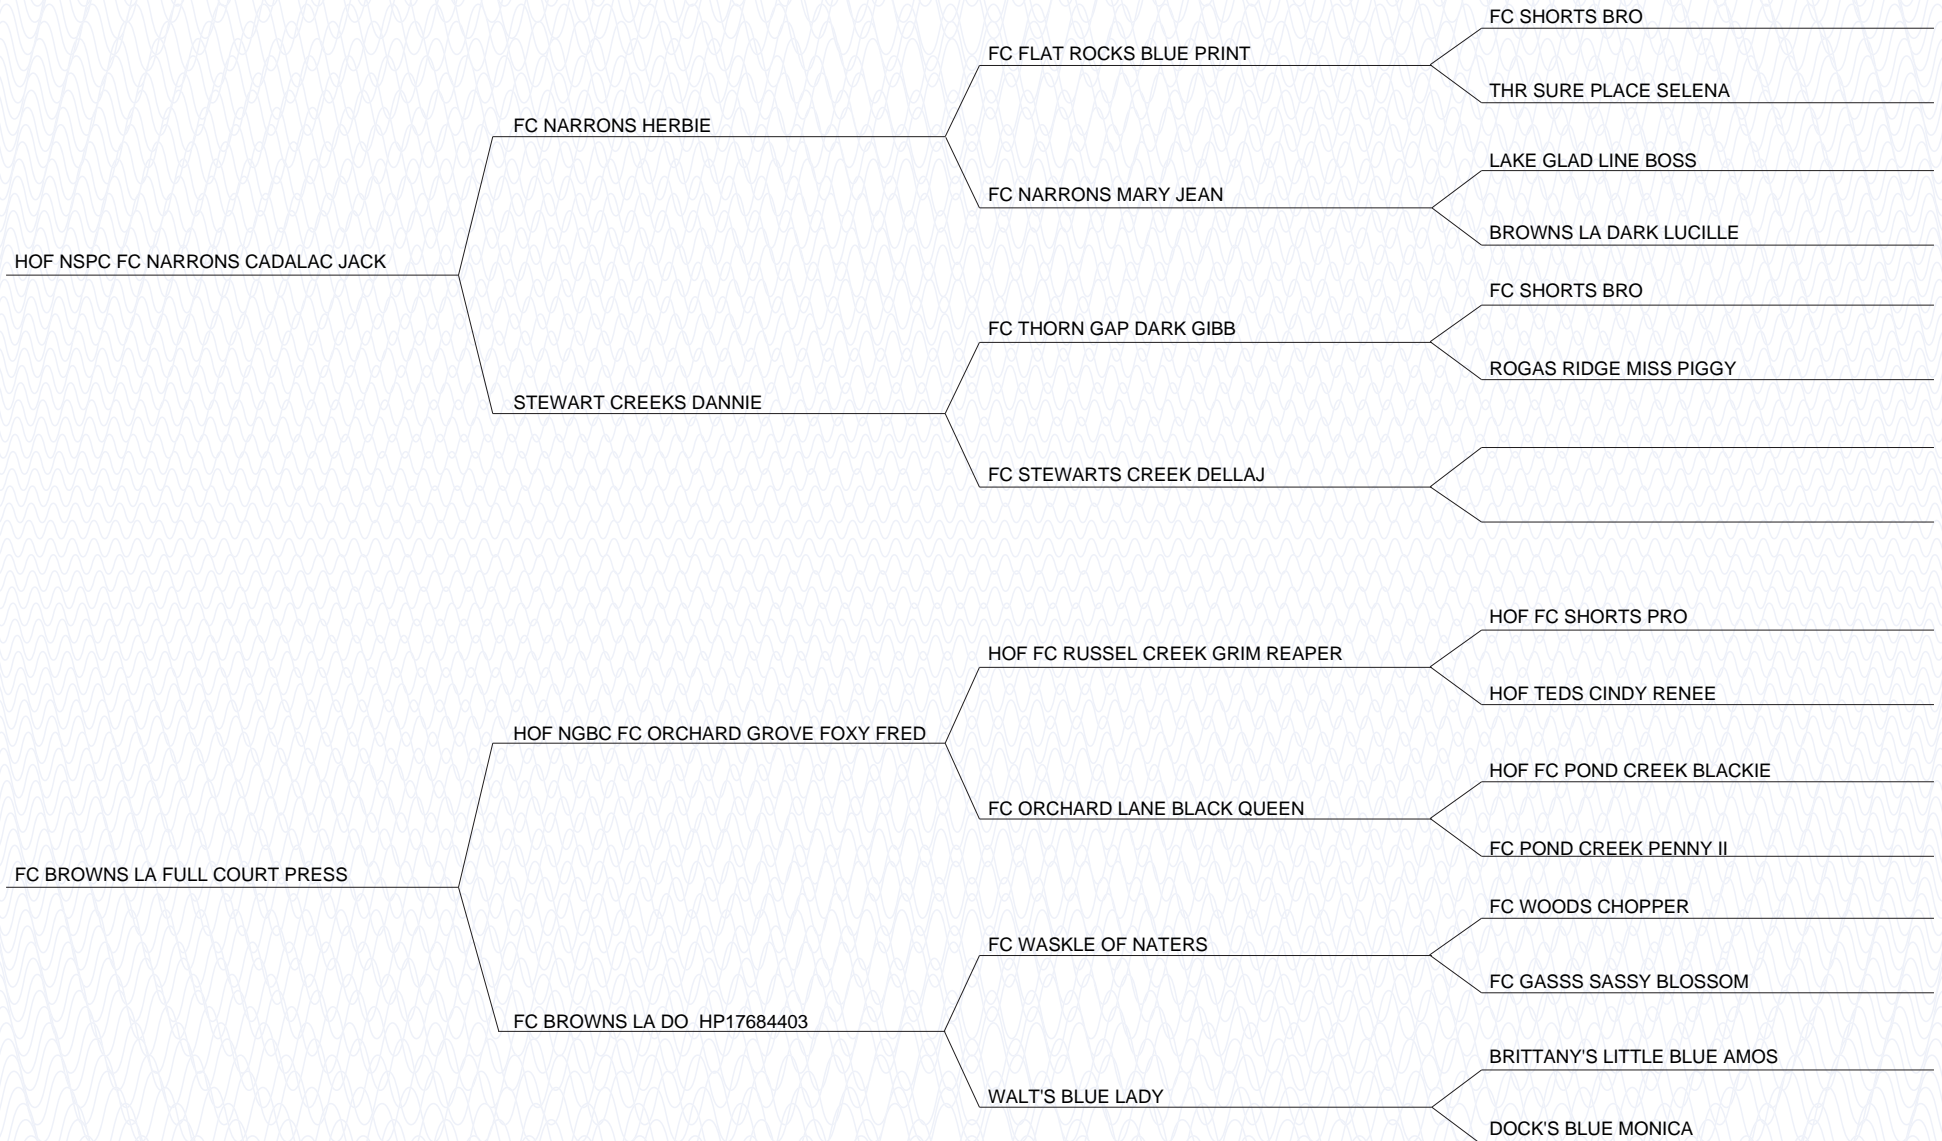 FC SHORTS BRO
FC FLAT ROCKS BLUE PRINT
THR SURE PLACE SELENA
FC NARRONS HERBIE
LAKE GLAD LINE BOSS
FC NARRONS MARY JEAN
BROWNS LA DARK LUCILLE
HOF NSPC FC NARRONS CADALAC JACK
FC SHORTS BRO
FC THORN GAP DARK GIBB
ROGAS RIDGE MISS PIGGY
STEWART CREEKS DANNIE
FC STEWARTS CREEK DELLAJ
HOF FC SHORTS PRO
HOF FC RUSSEL CREEK GRIM REAPER
HOF TEDS CINDY RENEE
HOF NGBC FC ORCHARD GROVE FOXY FRED
HOF FC POND CREEK BLACKIE
FC ORCHARD LANE BLACK QUEEN
FC POND CREEK PENNY II
FC BROWNS LA FULL COURT PRESS
FC WOODS CHOPPER
FC WASKLE OF NATERS
FC GASSS SASSY BLOSSOM
FC BROWNS LA DO  HP17684403
BRITTANY'S LITTLE BLUE AMOS
WALT'S BLUE LADY
DOCK'S BLUE MONICA